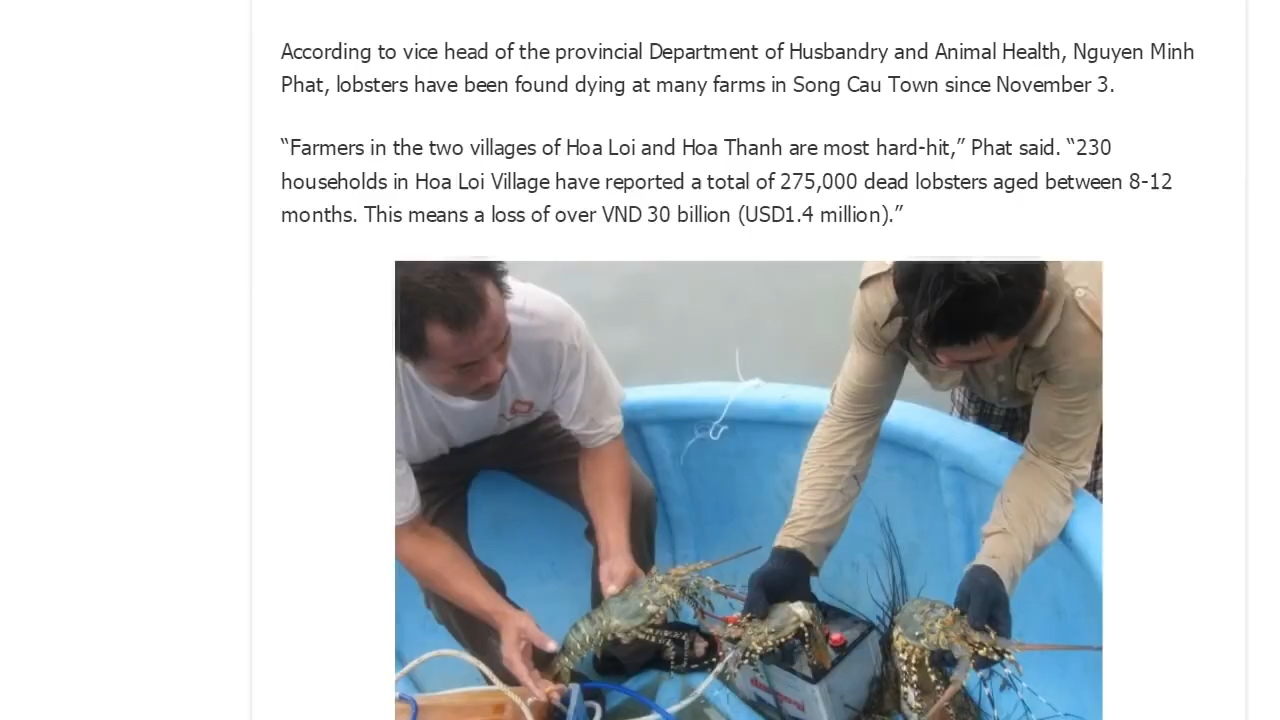 According to vice head of the provincial Department of Husbandry and Animal Health, Nguyen Minh
Phat, lobsters have been found dying at many farms in Song Cau Town since November 3.
“Farmers in the two villages of Hoa Loi and Hoa Thanh are most hard-hit,” Phat said. “230
households in Hoa Loi Village have reported a total of 275,000 dead lobsters aged between 8-12
months. This means a loss of over VND 30 billion (USD1.4 million).”